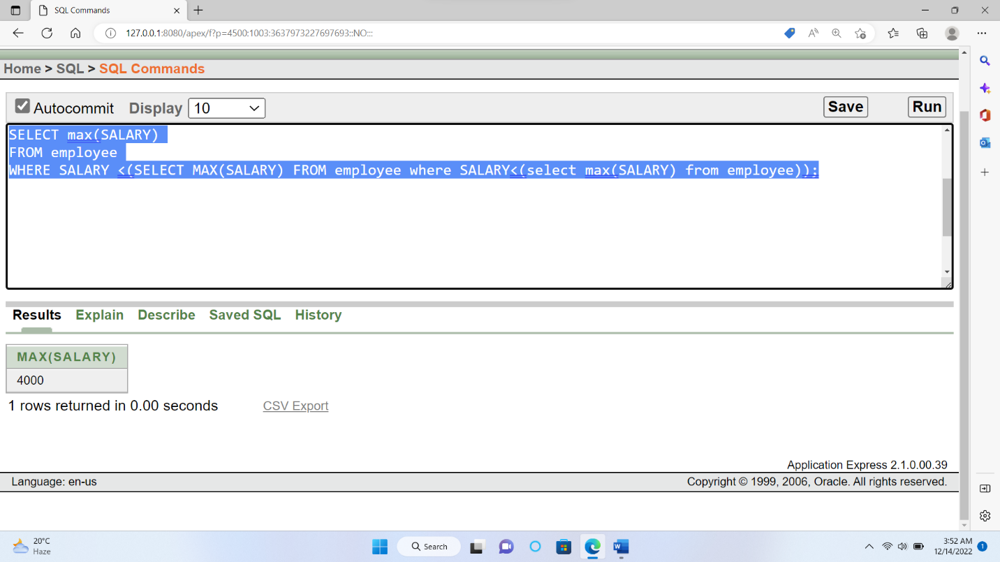 SQL Commands
127.0.0.1:8080/apex/f?p=4500:1003:3637973227697693::NO:::
Home > SQL > SQL Commands
Autocommit Display 10 Save Run
SELECT max(SALARY)
FROM employee
WHERE SALARY <(SELECT MAX(SALARY) FROM employee where SALARY<(select max(SALARY) from employee));
Results Explain Describe Saved SQL History
MAX(SALARY)
4000
1 rows returned in 0.00 seconds CSV Export
Application Express 2.1.0.00.39
Language: en-us Copyright © 1999, 2006, Oracle. All rights reserved.
20°C
Haze
Search
3:52 AM
12/14/2022
1